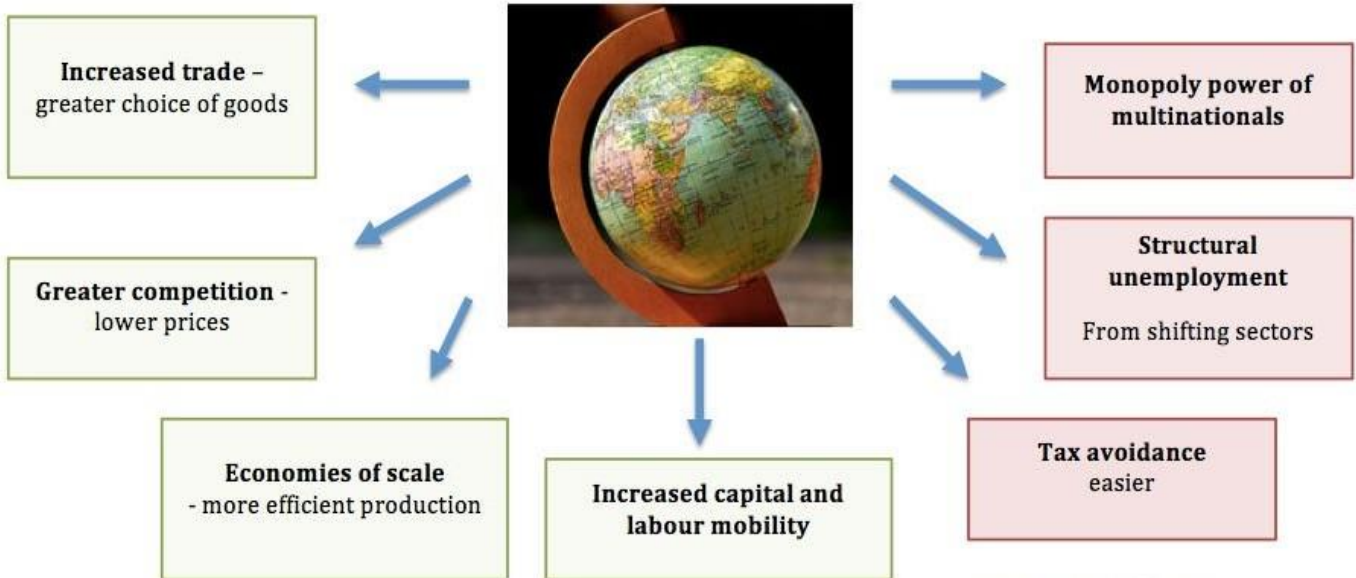 Increased trade –
greater choice of goods
Greater competition -
lower prices
Economies of scale
- more efficient production
Increased capital and
labour mobility
Monopoly power of
multinationals
Structural
unemployment
From shifting sectors
Tax avoidance
easier